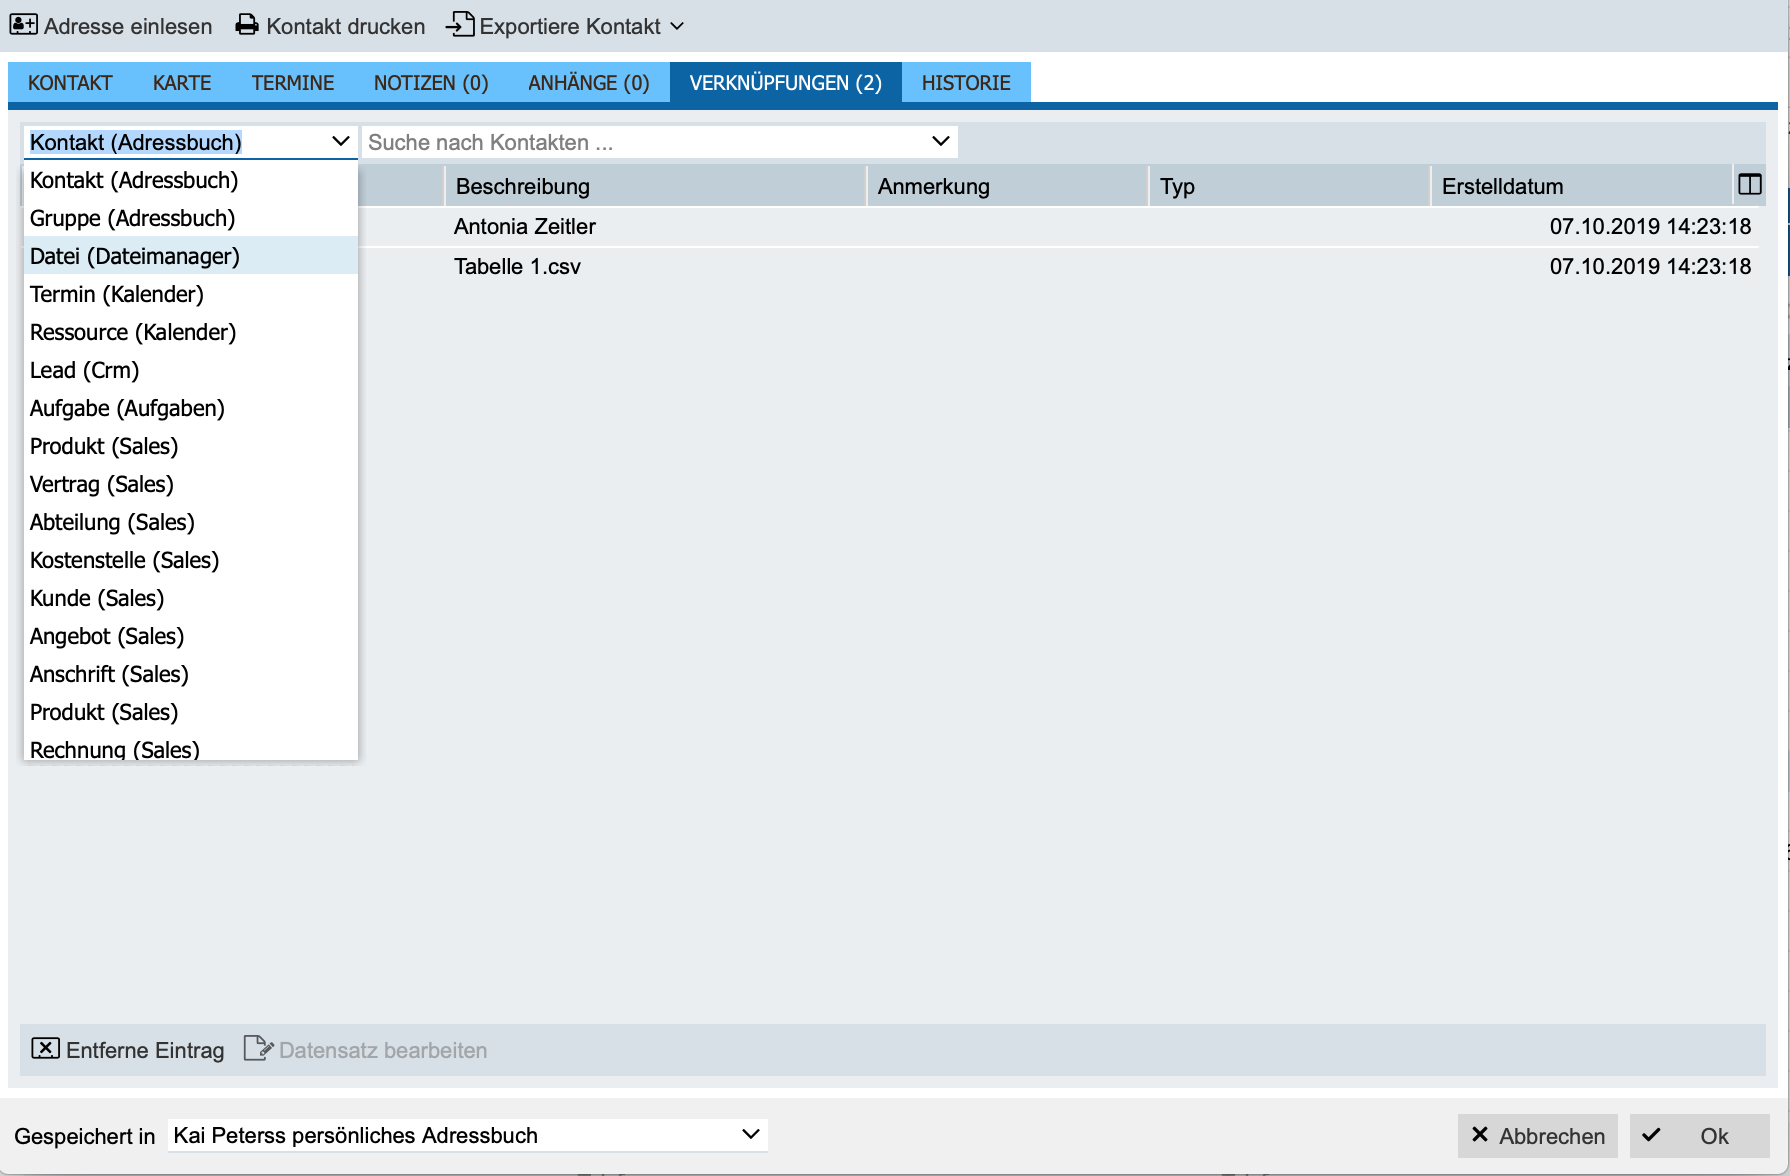 Adresse einlesen Kontakt drucken Exportiere Kontakt
KONTAKT KARTE TERMINE NOTIZEN (0) ANHÄNGE (0) VERKNÜPFUNGEN (2) HISTORIE
Kontakt (Adressbuch) Suche nach Kontakten ...
Beschreibung Anmerkung Typ Erstelldatum
Antonia Zeitler 07.10.2019 14:23:18
Tabelle 1.csv 07.10.2019 14:23:18
Kontakt (Adressbuch)
Gruppe (Adressbuch)
Datei (Dateimanager)
Termin (Kalender)
Ressource (Kalender)
Lead (Crm)
Aufgabe (Aufgaben)
Produkt (Sales)
Vertrag (Sales)
Abteilung (Sales)
Kostenstelle (Sales)
Kunde (Sales)
Angebot (Sales)
Anschrift (Sales)
Produkt (Sales)
Rechnung (Sales)
Entferne Eintrag Datensatz bearbeiten
Gespeichert in Kai Peterss persönliches Adressbuch Abbrechen Ok